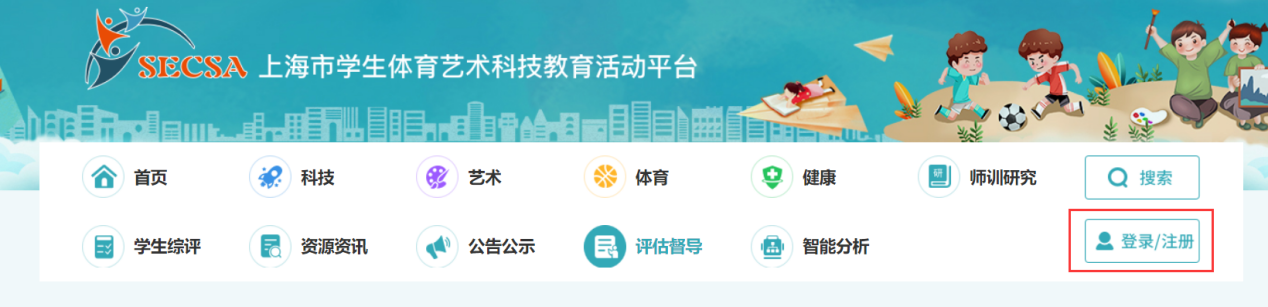 SECSA 上海市学生体育艺术科技教育活动平台
首页 科技 艺术 体育 健康 师训研究 搜索
学生综评 资源资讯 公告公示 评估督导 智能分析 登录/注册